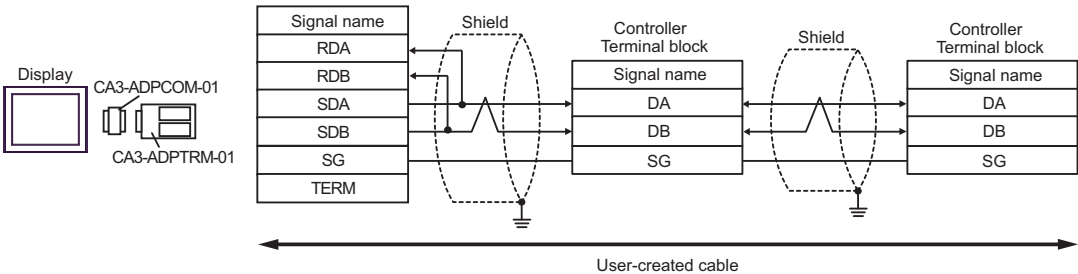 Display
CA3-ADPCOM-01
CA3-ADPTRM-01
Signal name
RDA
RDB
SDA
SDB
SG
TERM
Shield
Controller
Terminal block
Signal name
DA
DB
SG
Shield
Controller
Terminal block
Signal name
DA
DB
SG
User-created cable